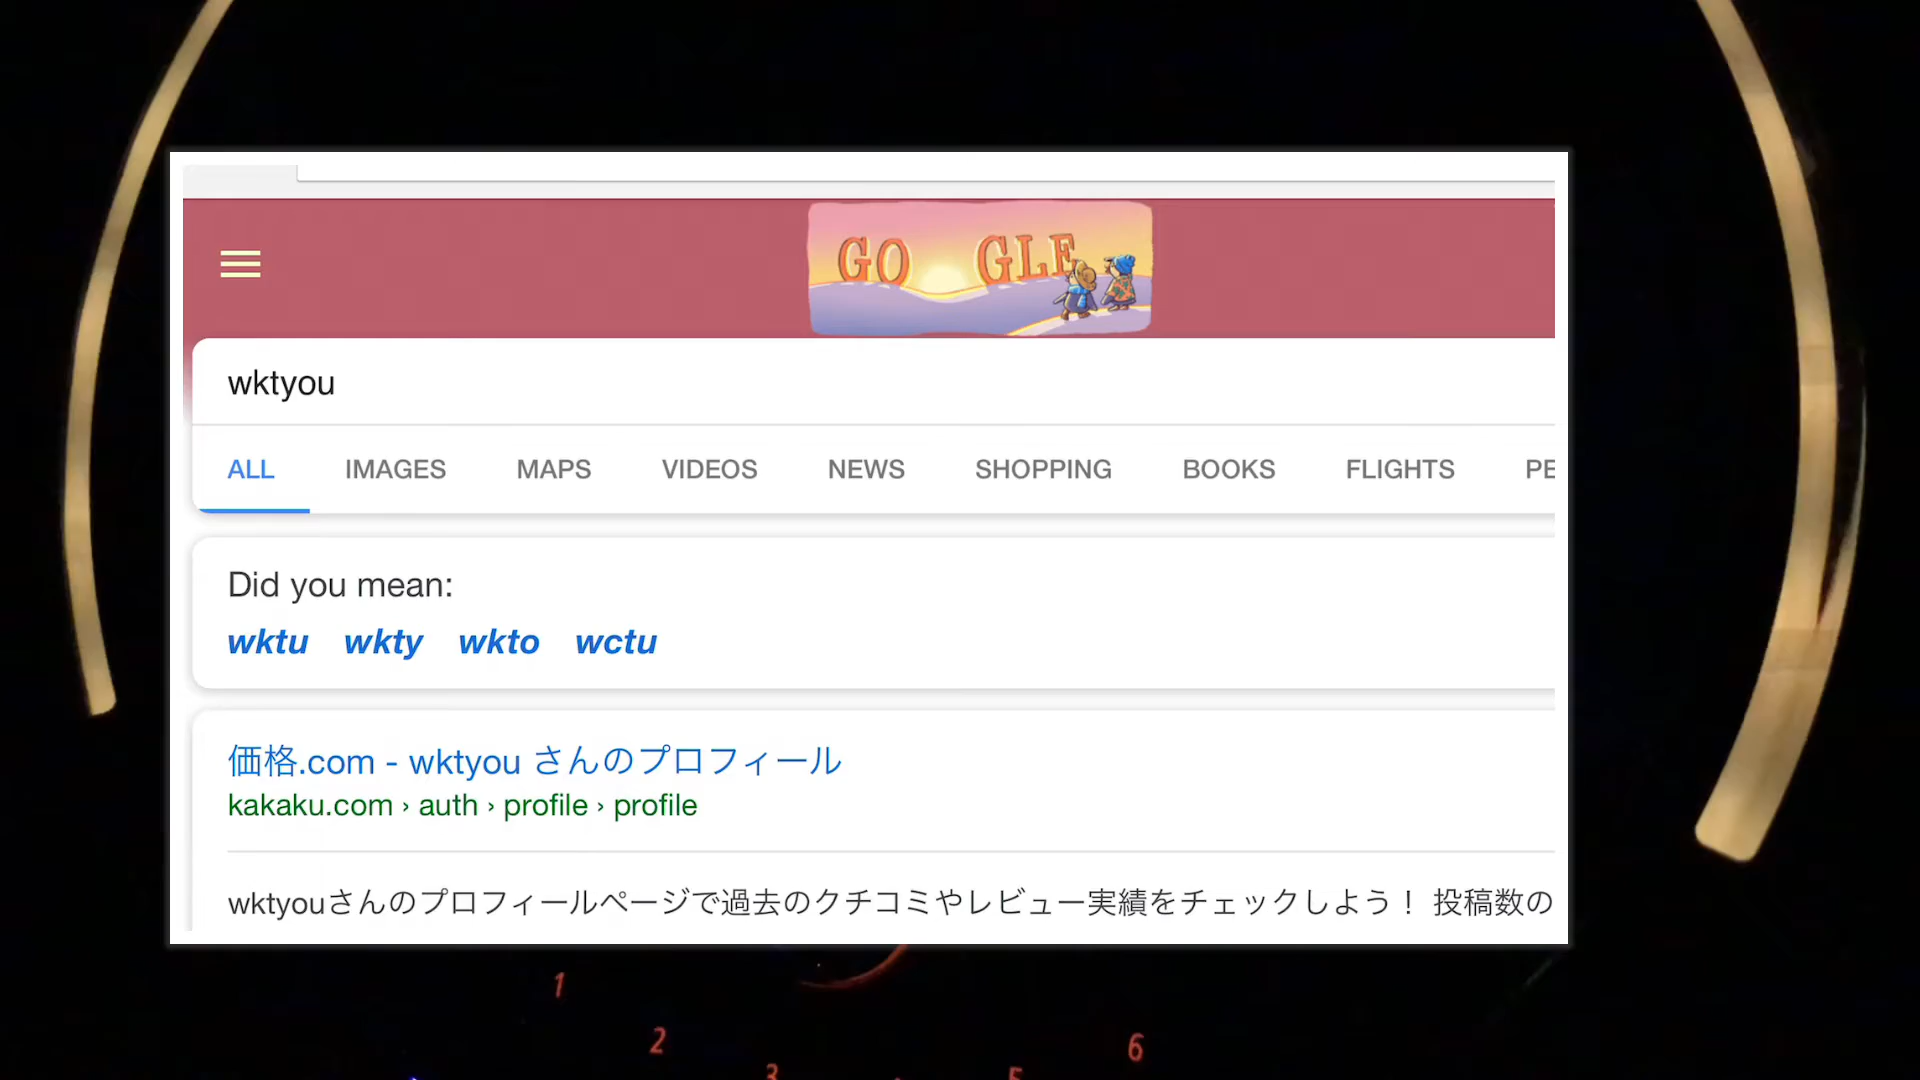 GO GLE
wktyou
ALL IMAGES MAPS VIDEOS NEWS SHOPPING BOOKS FLIGHTS PE
Did you mean:
wktu wkty wkto wctu
価格.com - wktyou さんのプロフィール
kakaku.com › auth › profile › profile
wktyouさんのプロフィールページで過去のクチコミやレビュー実績をチェックしよう！ 投稿数の
1
2
3
5
6